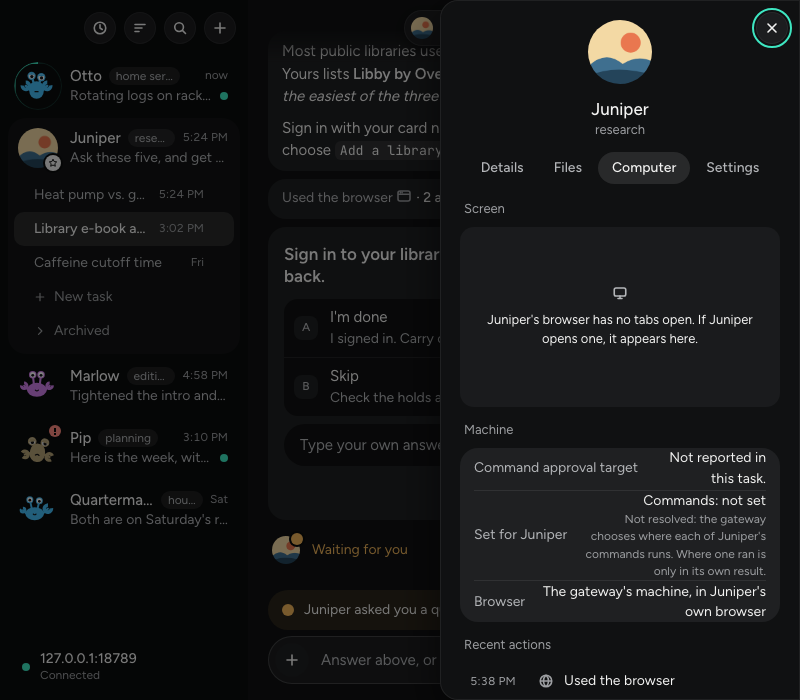 Otto home ser... now
Rotating logs on rack...
Juniper rese... 5:24 PM
Ask these five, and get ...
Heat pump vs. g... 5:24 PM
Library e-book a... 3:02 PM
Caffeine cutoff time Fri
New task
Archived
Marlow editi... 4:58 PM
Tightened the intro and...
Pip planning 3:10 PM
Here is the week, wit...
Quarterma... hou... Sat
Both are on Saturday's r...
127.0.0.1:18789
Connected
Most public libraries use
Yours lists Libby by Ove
the easiest of the three
Sign in with your card n
choose Add a library
Used the browser · 2 a
Sign in to your librar
back.
A I'm done
I signed in. Carry o
B Skip
Check the holds a
Type your own answe
Waiting for you
Juniper asked you a q
Answer above, or
Juniper
research
Details Files Computer Settings
Screen
Juniper's browser has no tabs open. If Juniper
opens one, it appears here.
Machine
Command approval target Not reported in
this task.
Set for Juniper Commands: not set
Not resolved: the gateway
chooses where each of Juniper's
commands runs. Where one ran is
only in its own result.
Browser The gateway's machine, in Juniper's
own browser
Recent actions
5:38 PM Used the browser